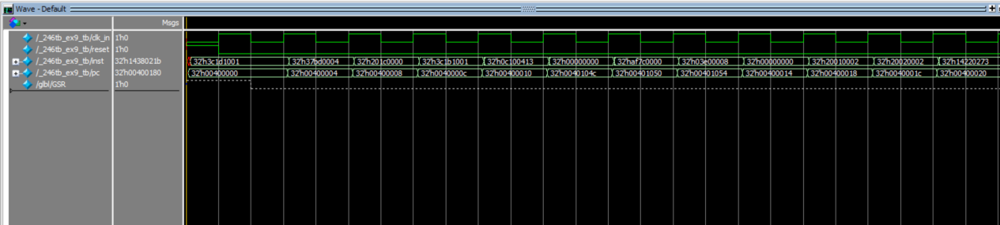 Wave - Default
Msgs
/_246tb_ex9_tb/clk_in 1'h0
/_246tb_ex9_tb/reset 1'h0
/_246tb_ex9_tb/inst 32'h1438021b 32'h3c1d1001 32'h37bd0004 32'h201c0000 32'h3c1b1001 32'h0c100413 32'h00000000 32'haf7c0000 32'h03e00008 32'h00000000 32'h20010002 32'h20020002 32'h14220273
/_246tb_ex9_tb/pc 32'h00400180 32'h00400000 32'h00400004 32'h00400008 32'h0040000c 32'h00400010 32'h0040104c 32'h00401050 32'h00401054 32'h00400014 32'h00400018 32'h0040001c 32'h00400020
/glbl/GSR 1'h0